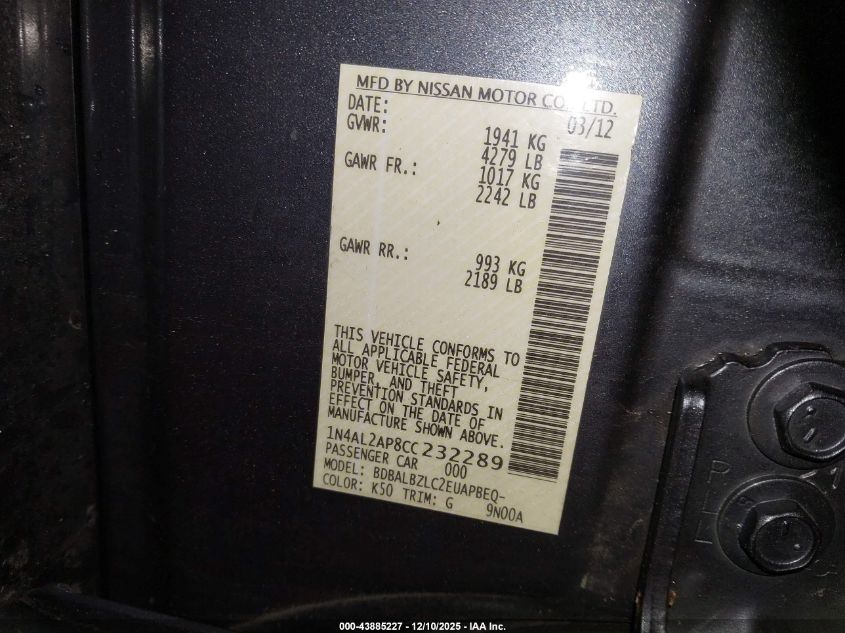 MFD BY NISSAN MOTOR CO., LTD.
DATE: 03/12
GVWR: 1941 KG
4279 LB
GAWR FR.: 1017 KG
2242 LB
GAWR RR.: 993 KG
2189 LB
THIS VEHICLE CONFORMS TO
ALL APPLICABLE FEDERAL
MOTOR VEHICLE SAFETY,
BUMPER, AND THEFT
PREVENTION STANDARDS IN
EFFECT ON THE DATE OF
MANUFACTURE SHOWN ABOVE.
1N4AL2AP8CC232289
PASSENGER CAR 000
MODEL: BDBALBZLC2EUAPBEQ-
COLOR: K50 TRIM: G 9N00A
000-43885227 - 12/10/2025 - IAA Inc.